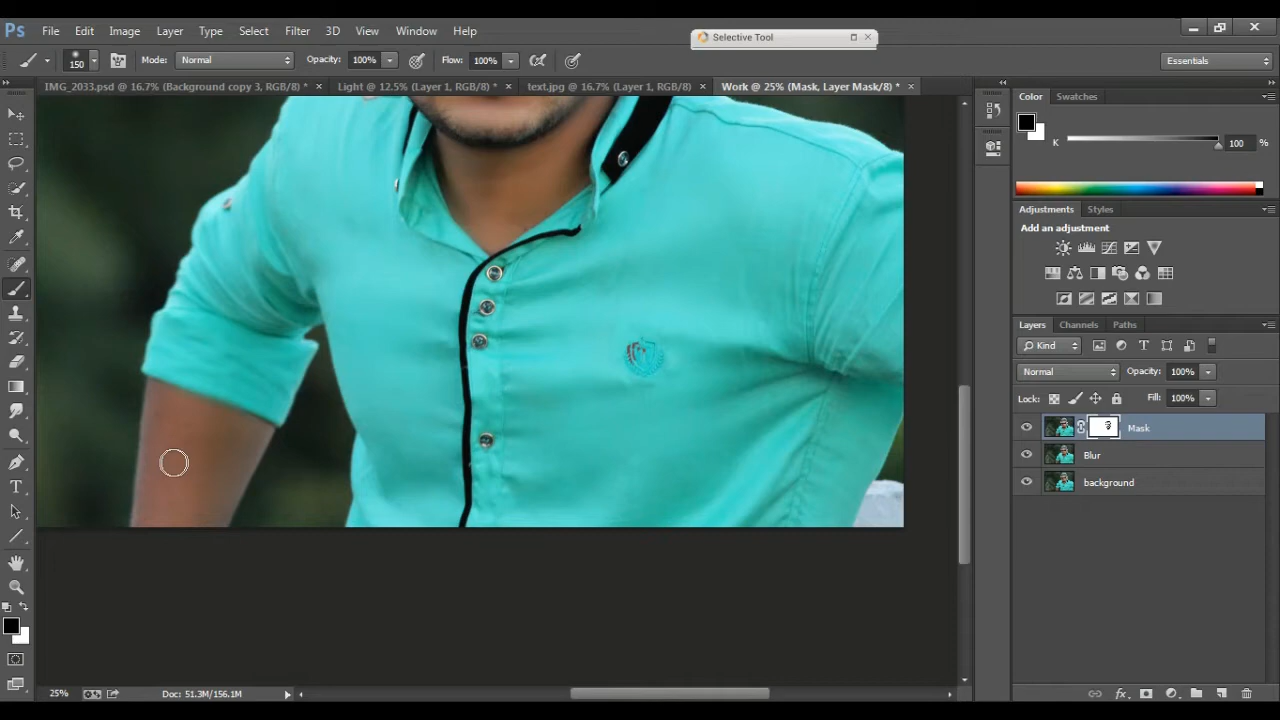 Ps File Edit Image Layer Type Select Filter 3D View Window Help
Selective Tool
150 Mode: Normal Opacity: 100% Flow: 100% Essentials
IMG_2033.psd @ 16.7% (Background copy 3, RGB/8) * × Light @ 12.5% (Layer 1, RGB/8) * × text.jpg @ 16.7% (Layer 1, RGB/8) × Work @ 25% (Mask, Layer Mask/8) * ×
Color Swatches
K 100 %
Adjustments Styles
Add an adjustment
Layers Channels Paths
Kind
Normal Opacity: 100%
Lock: Fill: 100%
Mask
Blur
background
25% Doc: 51.3M/156.1M